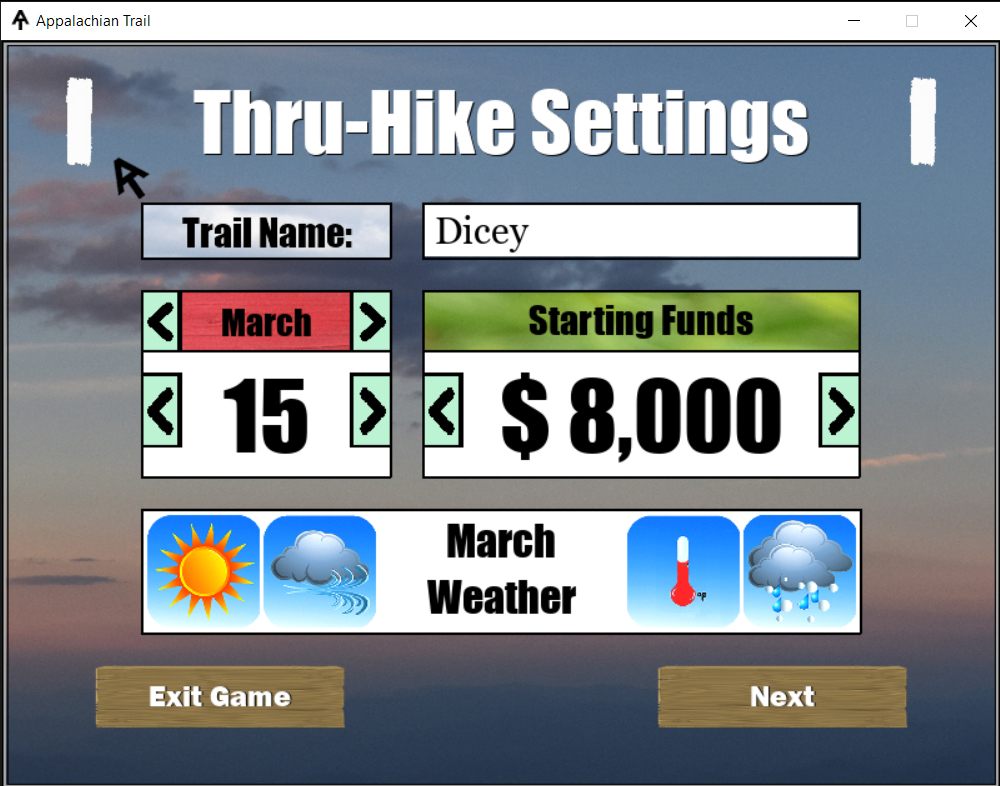 Appalachian Trail
Thru-Hike Settings
Trail Name:
Dicey
March
15
Starting Funds
$ 8,000
March
Weather
°F
Exit Game
Next